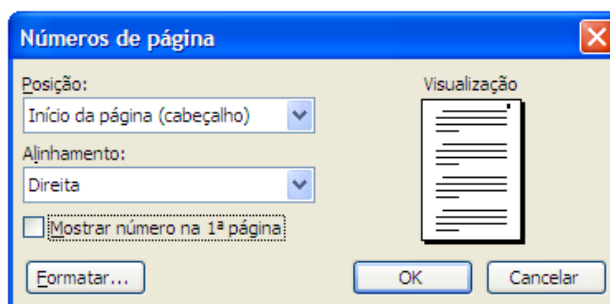 Números de página
Posição:
Visualização
Início da página (cabeçalho)
Alinhamento:
Direita
Mostrar número na 1ª página
Formatar...
OK
Cancelar